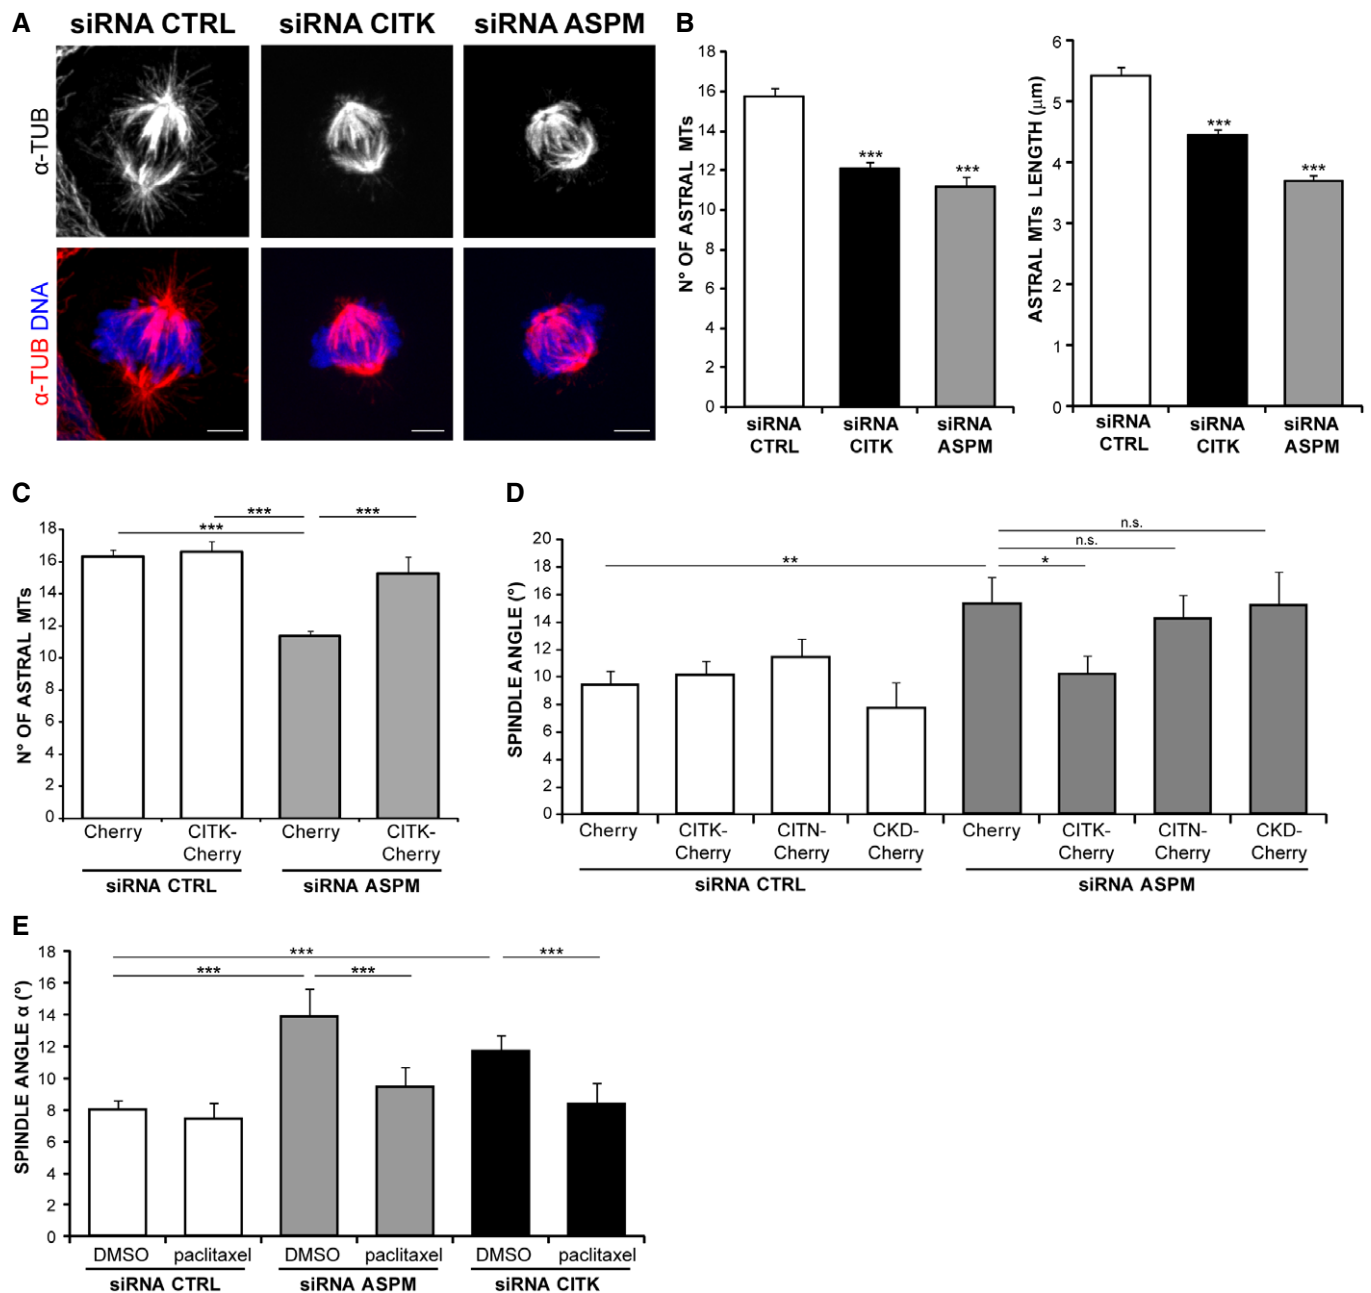 A
siRNA CTRL
siRNA CITK
siRNA ASPM
α-TUB
α-TUB DNA
B
N° OF ASTRAL MTs
18
16
14
12
10
8
6
4
2
0
***
***
siRNA CTRL
siRNA CITK
siRNA ASPM
ASTRAL MTs LENGTH (μm)
6
5
4
3
2
1
0
***
***
siRNA CTRL
siRNA CITK
siRNA ASPM
C
N° OF ASTRAL MTs
18
16
14
12
10
8
6
4
2
0
***
***
***
Cherry
CITK-Cherry
Cherry
CITK-Cherry
siRNA CTRL
siRNA ASPM
D
SPINDLE ANGLE (°)
20
18
16
14
12
10
8
6
4
2
0
n.s.
n.s.
**
*
Cherry
CITK-Cherry
CITN-Cherry
CKD-Cherry
Cherry
CITK-Cherry
CITN-Cherry
CKD-Cherry
siRNA CTRL
siRNA ASPM
E
SPINDLE ANGLE α (°)
18
16
14
12
10
8
6
4
2
0
***
***
***
***
DMSO
paclitaxel
DMSO
paclitaxel
DMSO
paclitaxel
siRNA CTRL
siRNA ASPM
siRNA CITK